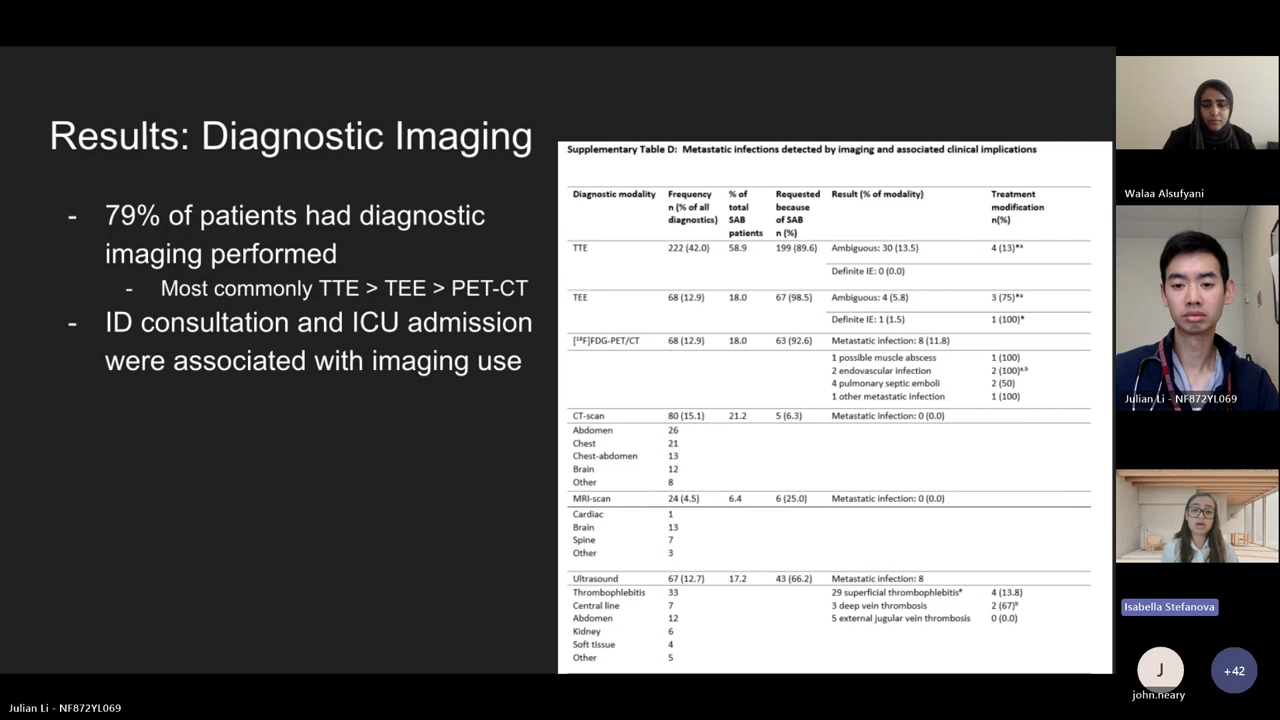 Results: Diagnostic Imaging
- 79% of patients had diagnostic
imaging performed
- Most commonly TTE > TEE > PET-CT
- ID consultation and ICU admission
were associated with imaging use
Supplementary Table D: Metastatic infections detected by imaging and associated clinical implications
Diagnostic modality Frequency n (% of all diagnostics) % of total SAB patients Requested because of SAB n (%) Result (% of modality) Treatment modification n(%)
TTE 222 (42.0) 58.9 199 (89.6) Ambiguous: 30 (13.5) 4 (13)*ª
Definite IE: 0 (0.0)
TEE 68 (12.9) 18.0 67 (98.5) Ambiguous: 4 (5.8) 3 (75)*ª
Definite IE: 1 (1.5) 1 (100)*
[¹⁸F]FDG-PET/CT 68 (12.9) 18.0 63 (92.6) Metastatic infection: 8 (11.8)
1 possible muscle abscess 1 (100)
2 endovascular infection 2 (100)ª,ᵇ
4 pulmonary septic emboli 2 (50)
1 other metastatic infection 1 (100)
CT-scan 80 (15.1) 21.2 5 (6.3) Metastatic infection: 0 (0.0)
Abdomen 26
Chest 21
Chest-abdomen 13
Brain 12
Other 8
MRI-scan 24 (4.5) 6.4 6 (25.0) Metastatic infection: 0 (0.0)
Cardiac 1
Brain 13
Spine 7
Other 3
Ultrasound 67 (12.7) 17.2 43 (66.2) Metastatic infection: 8
Thrombophlebitis 33 29 superficial thrombophlebitis# 4 (13.8)
Central line 7 3 deep vein thrombosis 2 (67)ᵇ
Abdomen 12 5 external jugular vein thrombosis 0 (0.0)
Kidney 6
Soft tissue 4
Other 5
Walaa Alsufyani
Julian Li - NF872YL069
Isabella Stefanova
J
+42
john.neary
Julian Li - NF872YL069